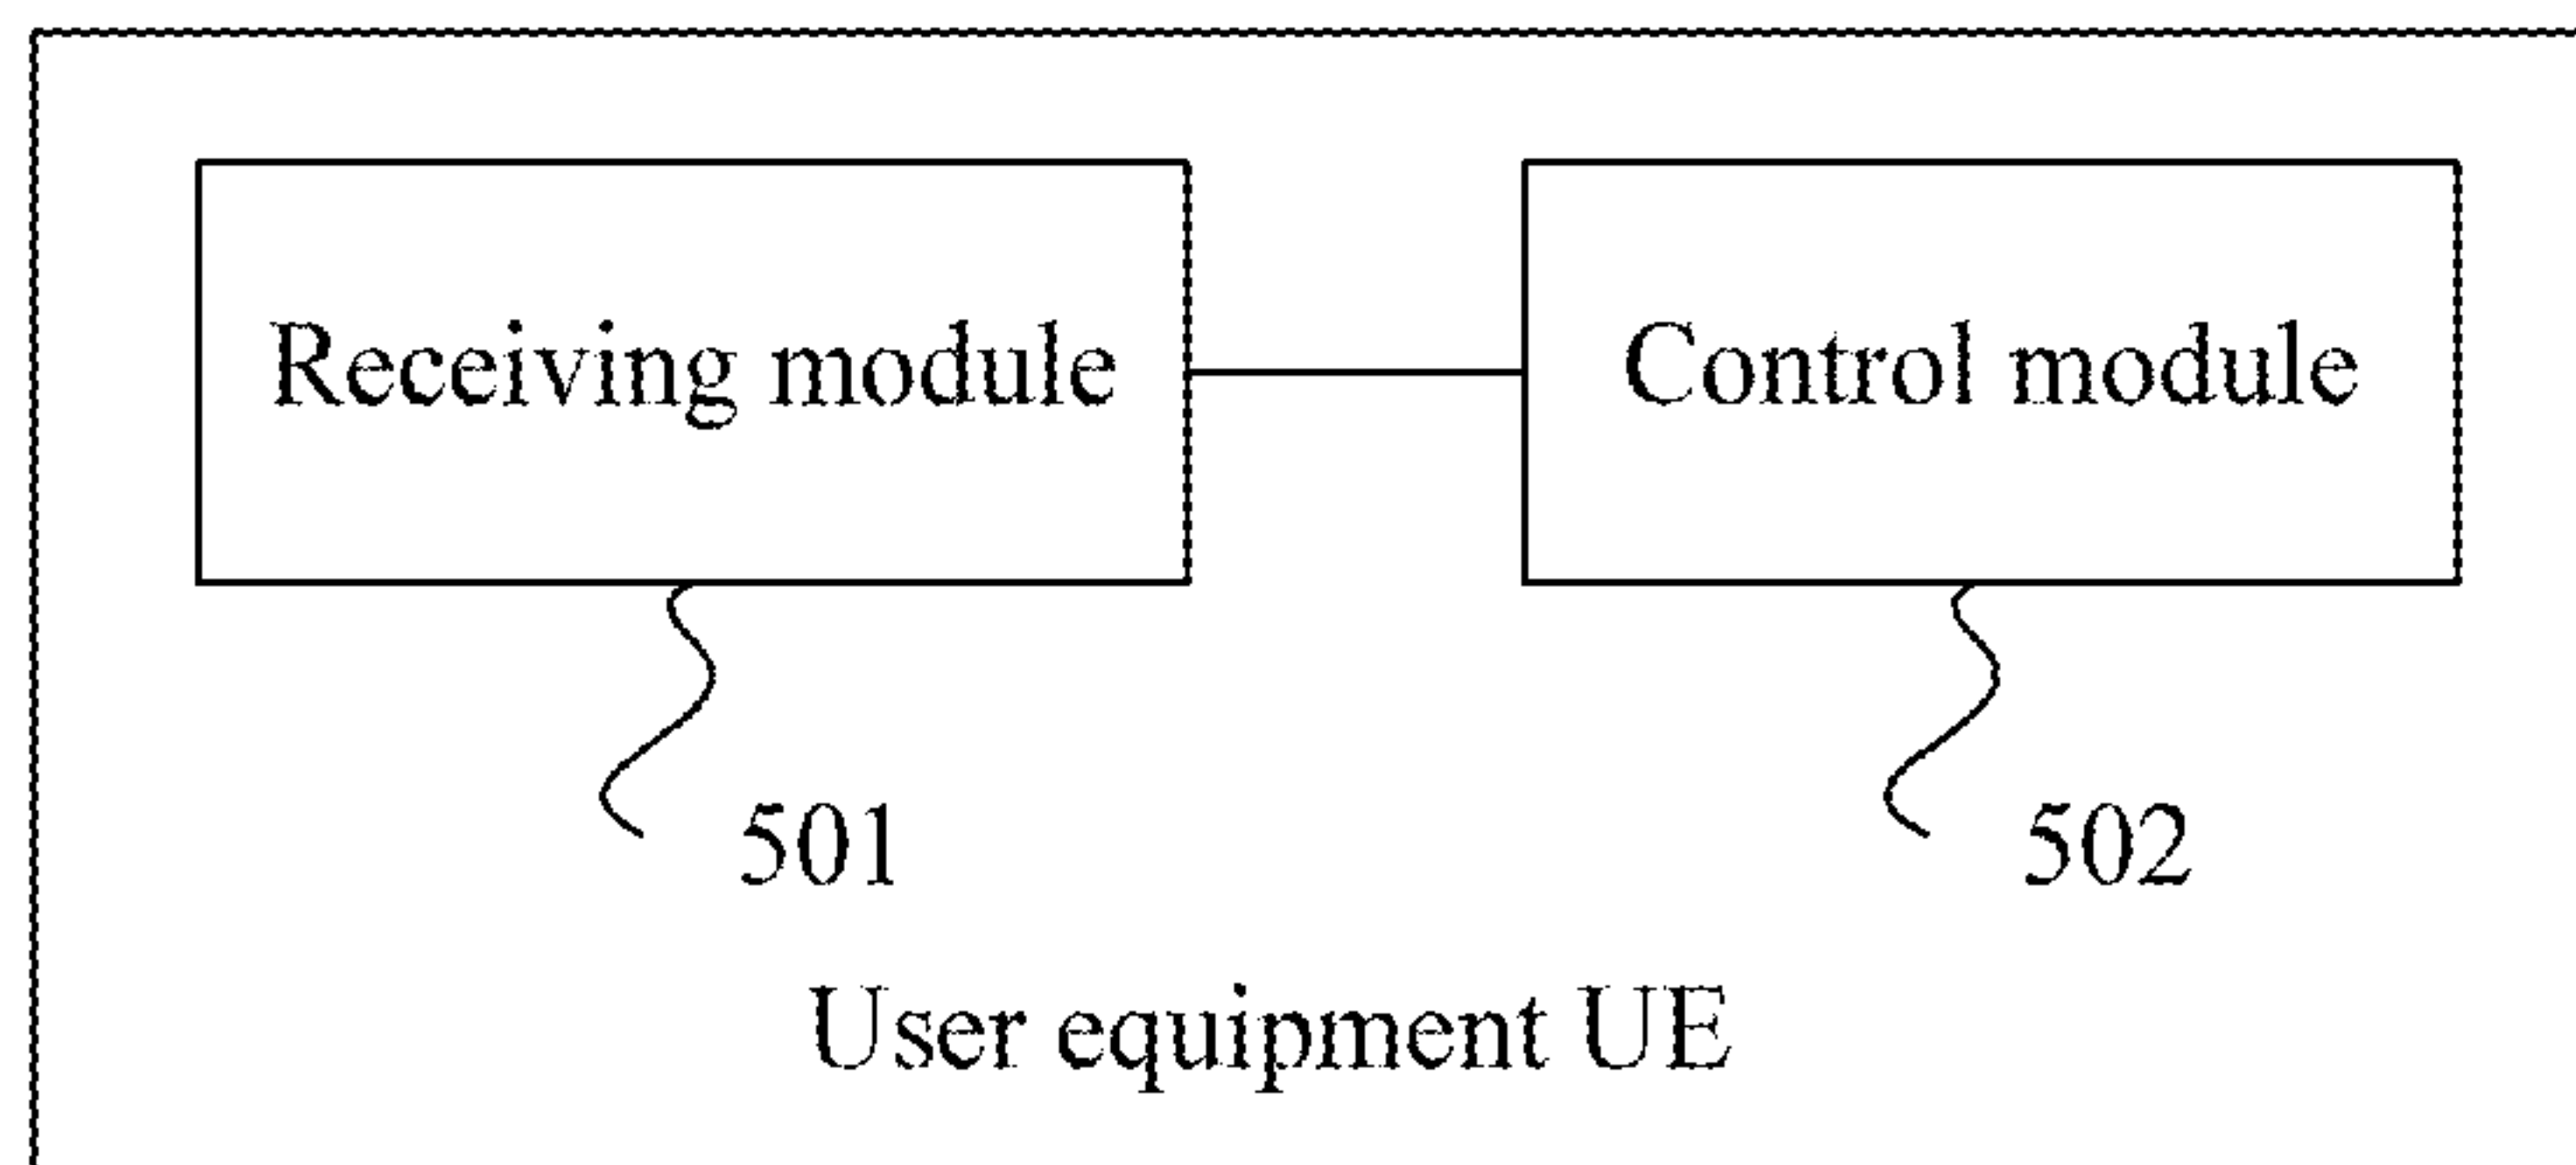 Receiving module
Control module
501
502
User equipment UE